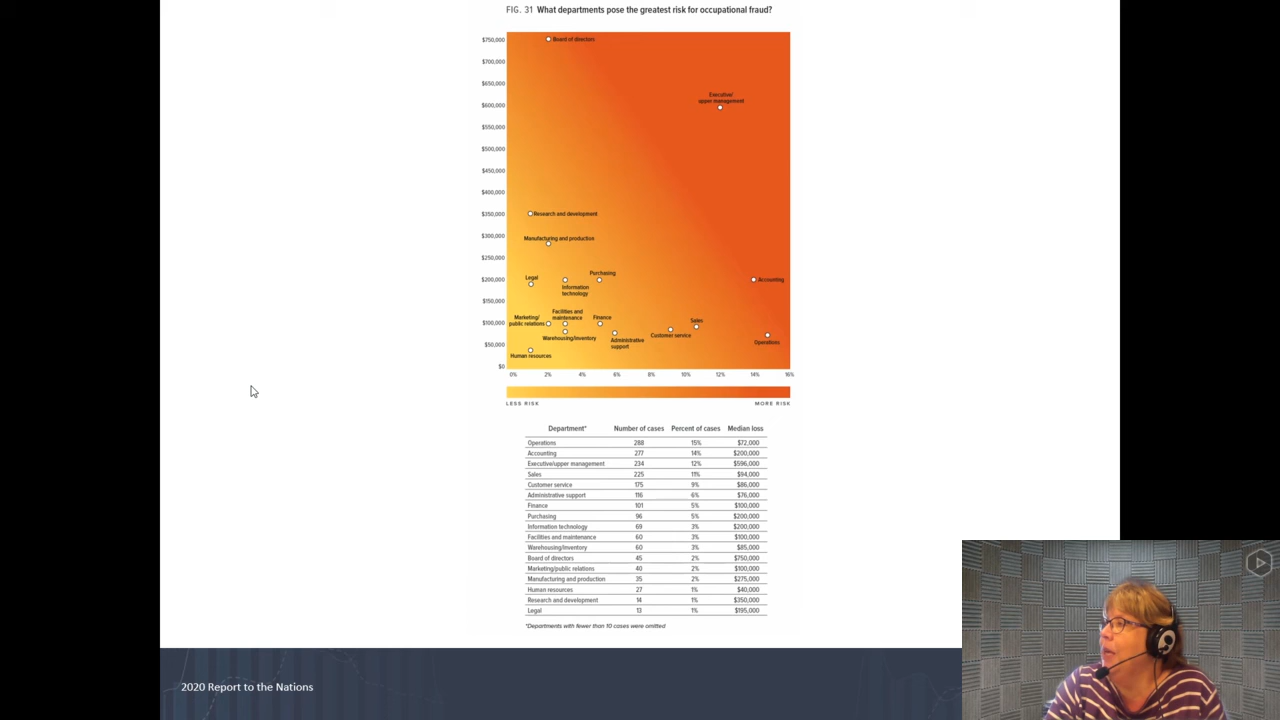 FIG. 31 What departments pose the greatest risk for occupational fraud?
$750,000
Board of directors
$700,000
$650,000
Executive/
upper management
$600,000
$550,000
$500,000
$450,000
$400,000
$350,000
Research and development
$300,000
Manufacturing and production
$250,000
Purchasing
Legal
$200,000
Accounting
Information
technology
$150,000
Facilities and
maintenance
Marketing/
public relations
Finance
Sales
$100,000
Warehousing/inventory
Administrative
support
Customer service
Operations
$50,000
Human resources
$0
0% 2% 4% 6% 8% 10% 12% 14% 16%
LESS RISK MORE RISK
Department* Number of cases Percent of cases Median loss
Operations 288 15% $72,000
Accounting 277 14% $200,000
Executive/upper management 234 12% $596,000
Sales 225 11% $94,000
Customer service 175 9% $86,000
Administrative support 116 6% $76,000
Finance 101 5% $100,000
Purchasing 96 5% $200,000
Information technology 69 3% $200,000
Facilities and maintenance 60 3% $100,000
Warehousing/inventory 60 3% $85,000
Board of directors 45 2% $750,000
Marketing/public relations 40 2% $100,000
Manufacturing and production 35 2% $275,000
Human resources 27 1% $40,000
Research and development 14 1% $350,000
Legal 13 1% $195,000
*Departments with fewer than 10 cases were omitted
2020 Report to the Nations